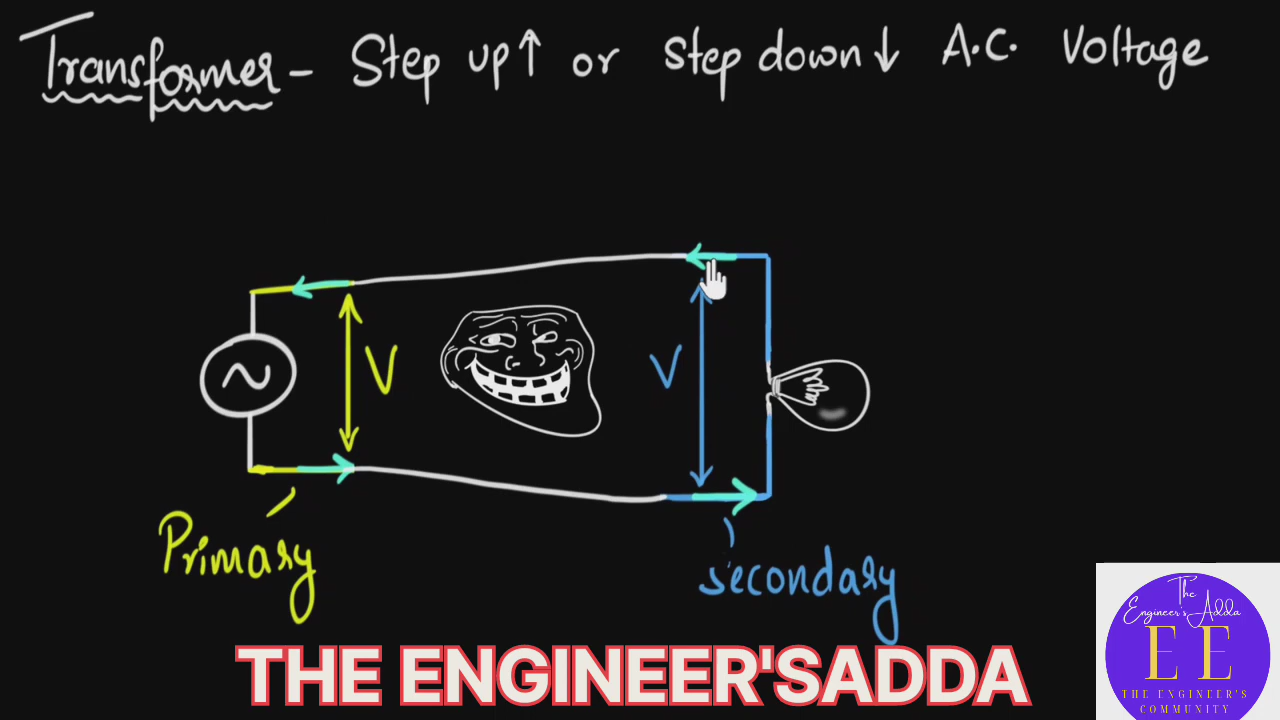 Transformer – Step up↑ or Step down↓ A.C. Voltage
V
V
Primary
secondary
THE ENGINEER'SADDA
The
Engineer's Adda
EE
THE ENGINEER'S
COMMUNITY